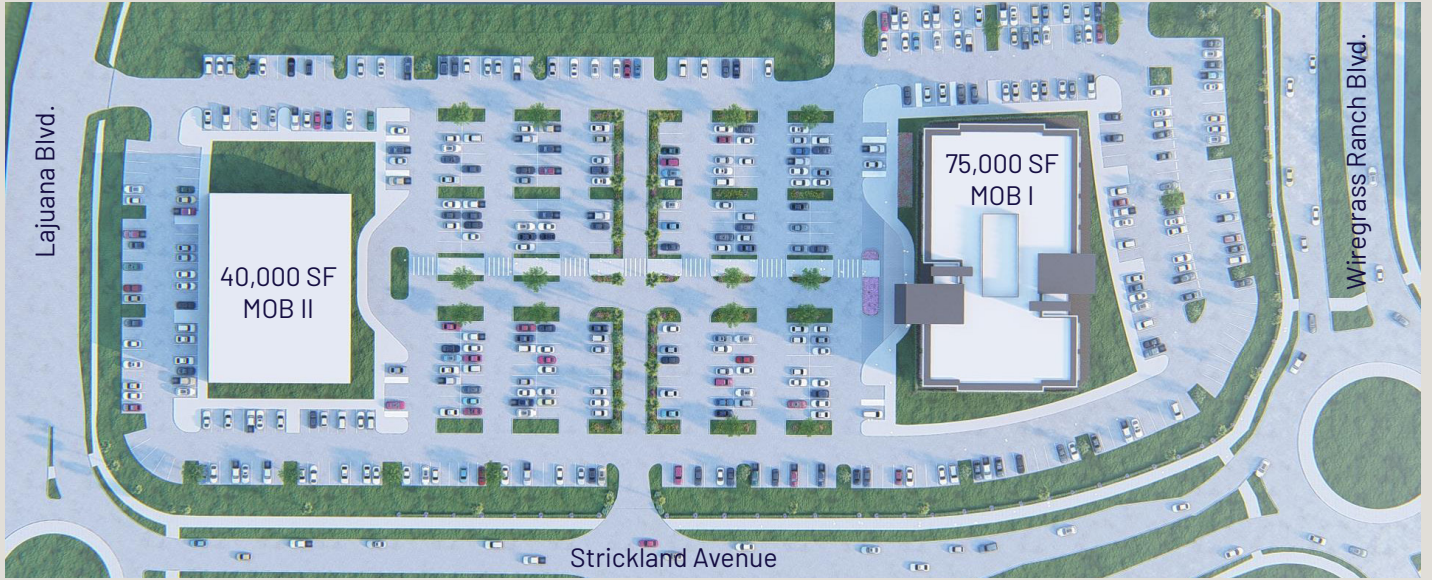 Lajuana Blvd.
40,000 SF
MOB II
75,000 SF
MOB I
Wiregrass Ranch Blvd.
Strickland Avenue